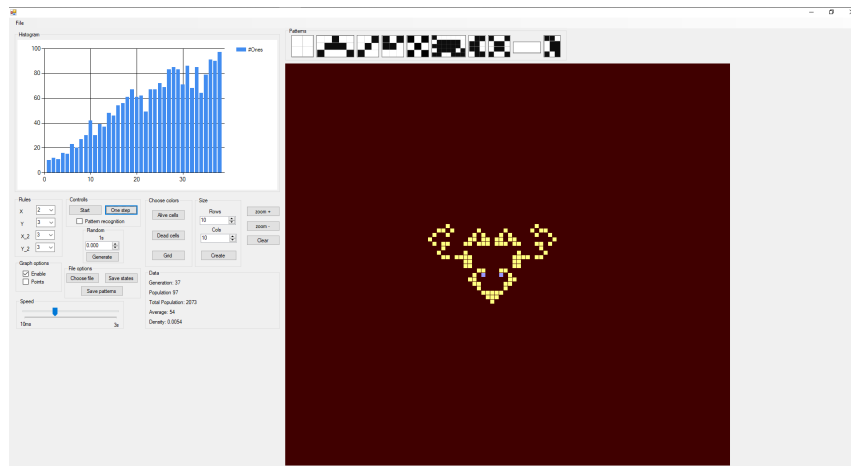 File
Histogram
100
80
60
40
20
0
0 10 20 30
#Ones
Patterns
Rules
X 2
Y 3
X_2 3
Y_2 3
Controlls
Start One step
Pattern recognition
Random
1s
0.000
Generate
Choose colors
Alive cells
Dead cells
Grid
Size
Rows
10
Cols
10
Create
zoom +
zoom -
Clear
Graph options
Enable
Points
File options
Choose file Save states
Save patterns
Data
Generation: 37
Population 97
Total Population: 2073
Average: 54
Density: 0.0054
Speed
10ms 3s